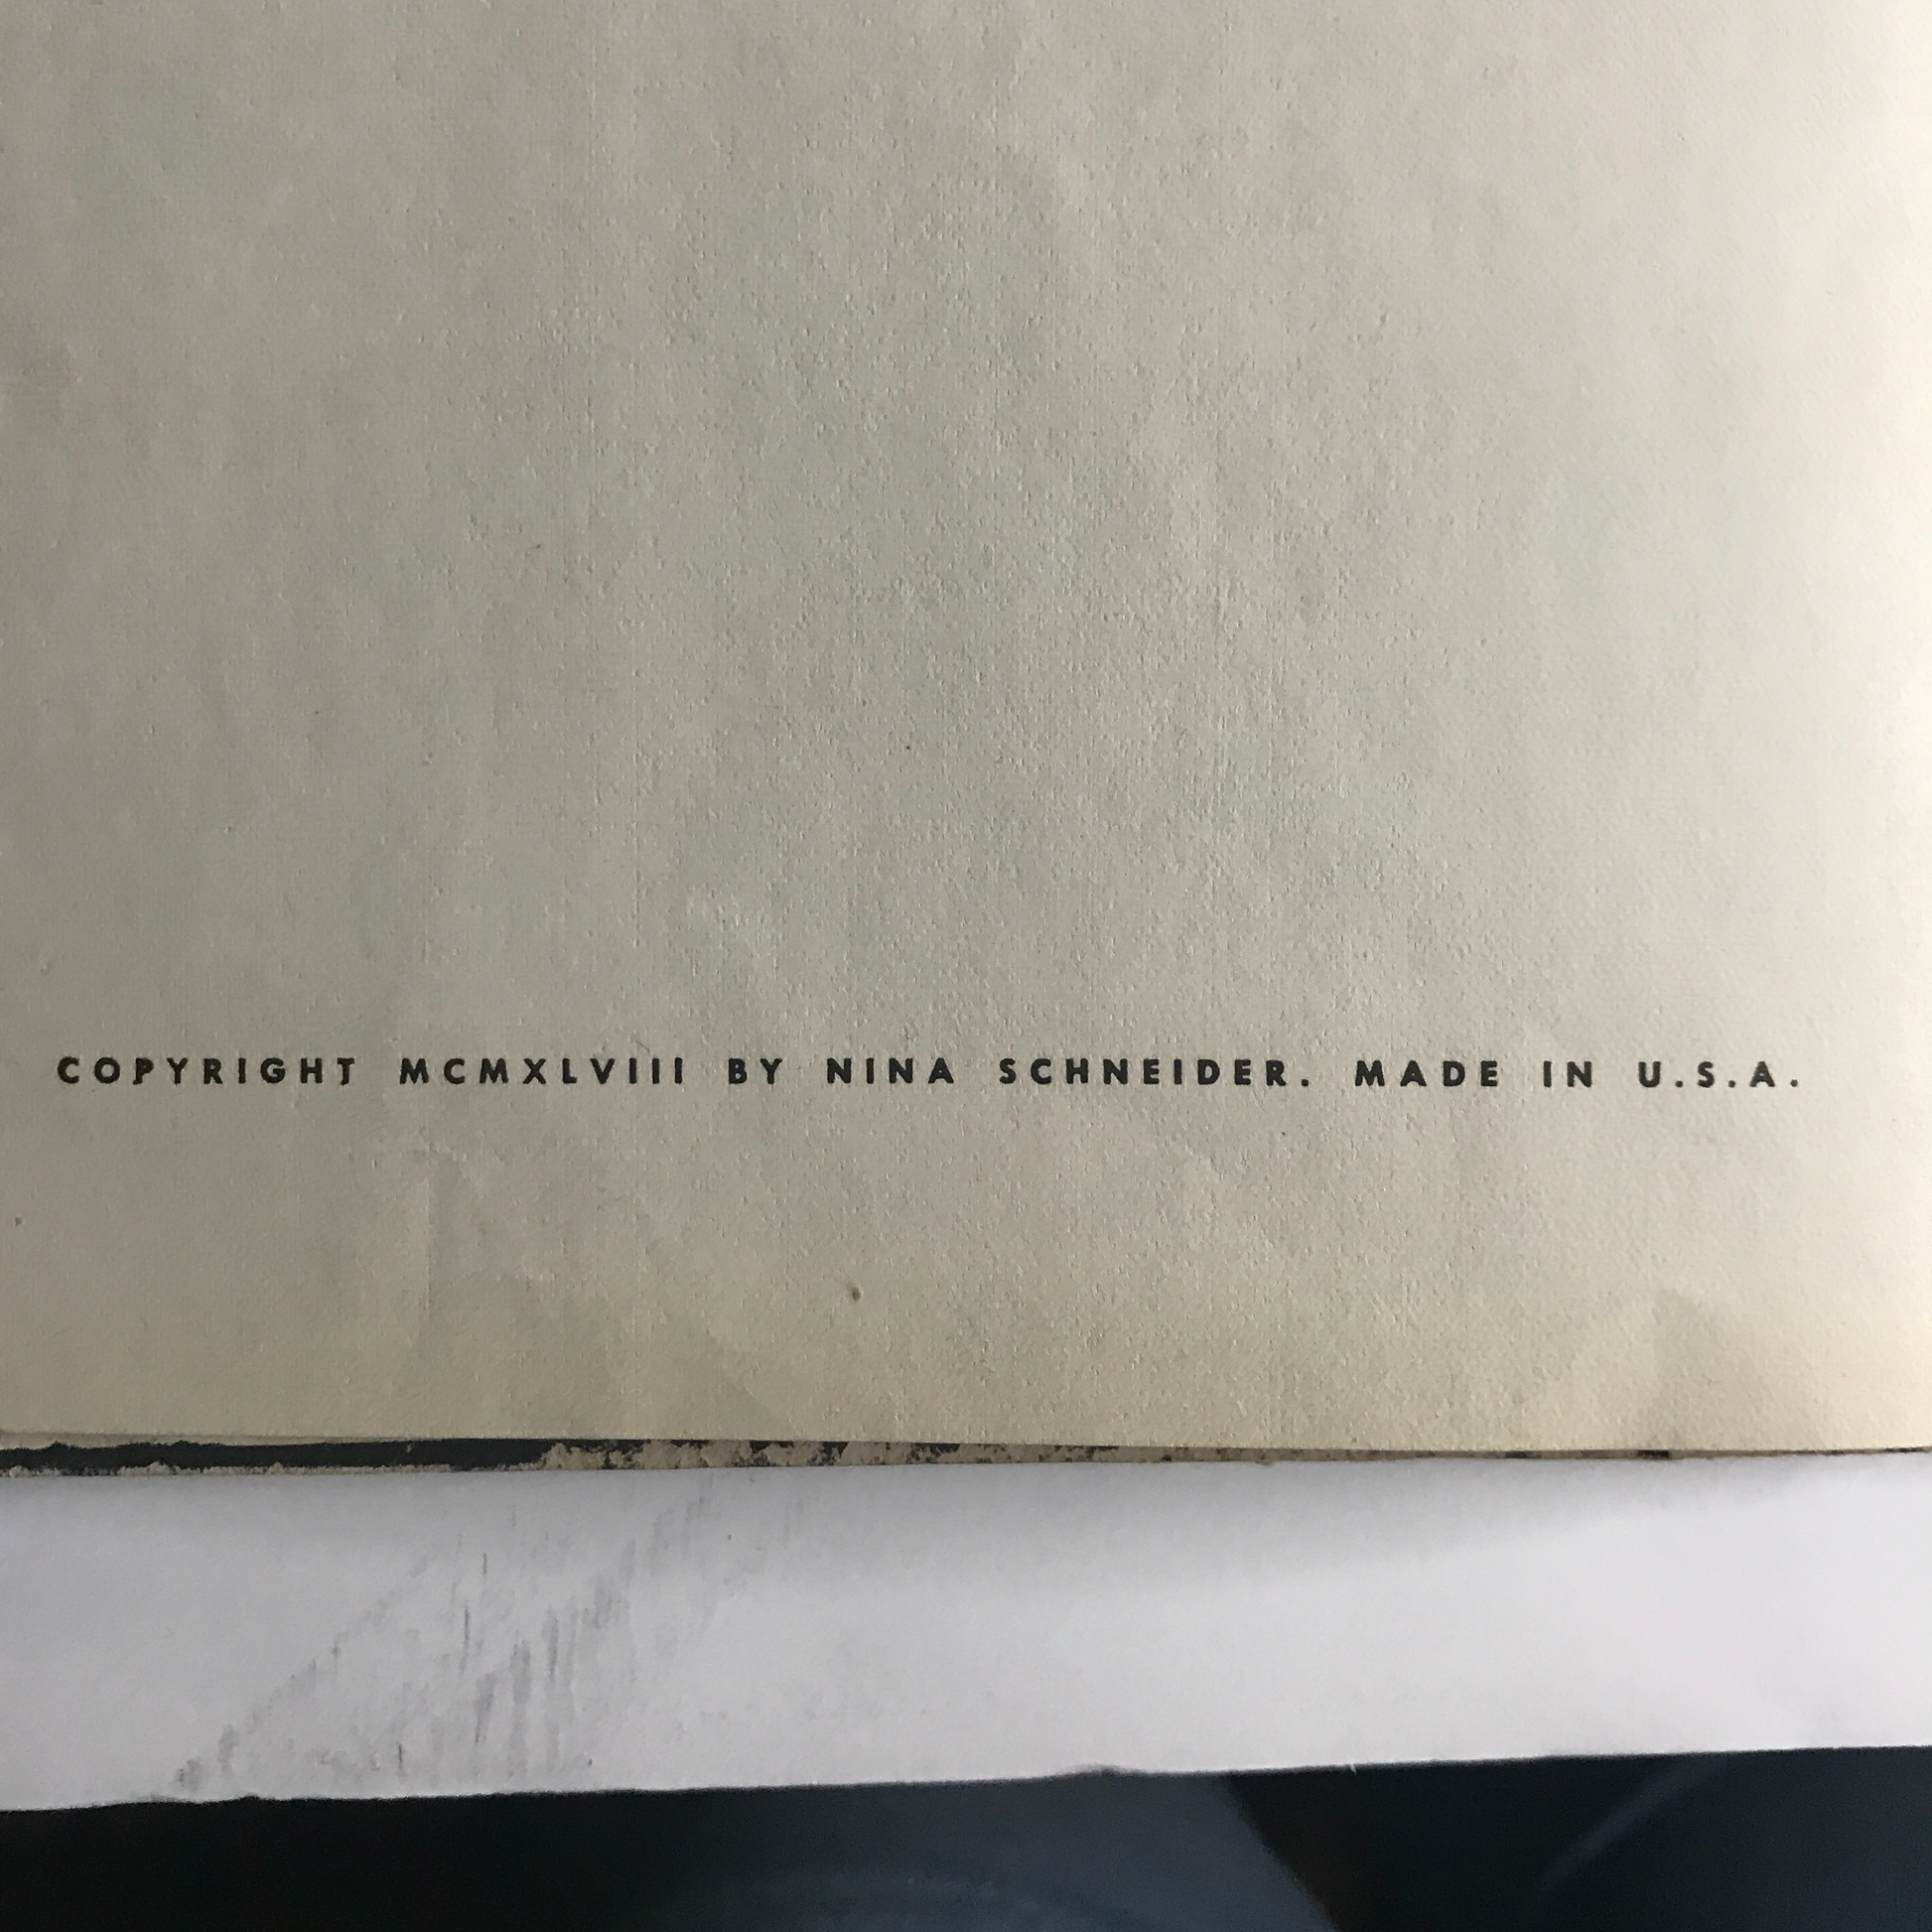 COPYRIGHT MCMXLVIII BY NINA SCHNEIDER. MADE IN U.S.A.